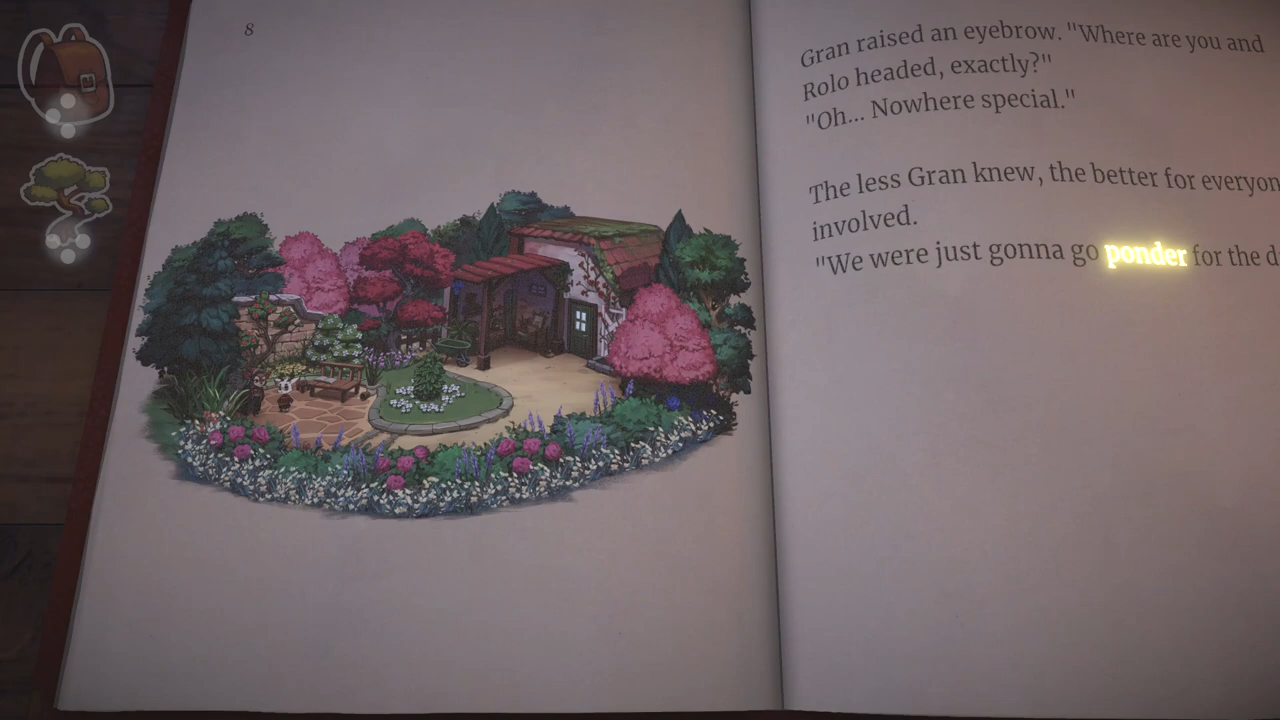 8
Gran raised an eyebrow. "Where are you and
Rolo headed, exactly?"
"Oh... Nowhere special."
The less Gran knew, the better for everyon
involved.
"We were just gonna go ponder for the d